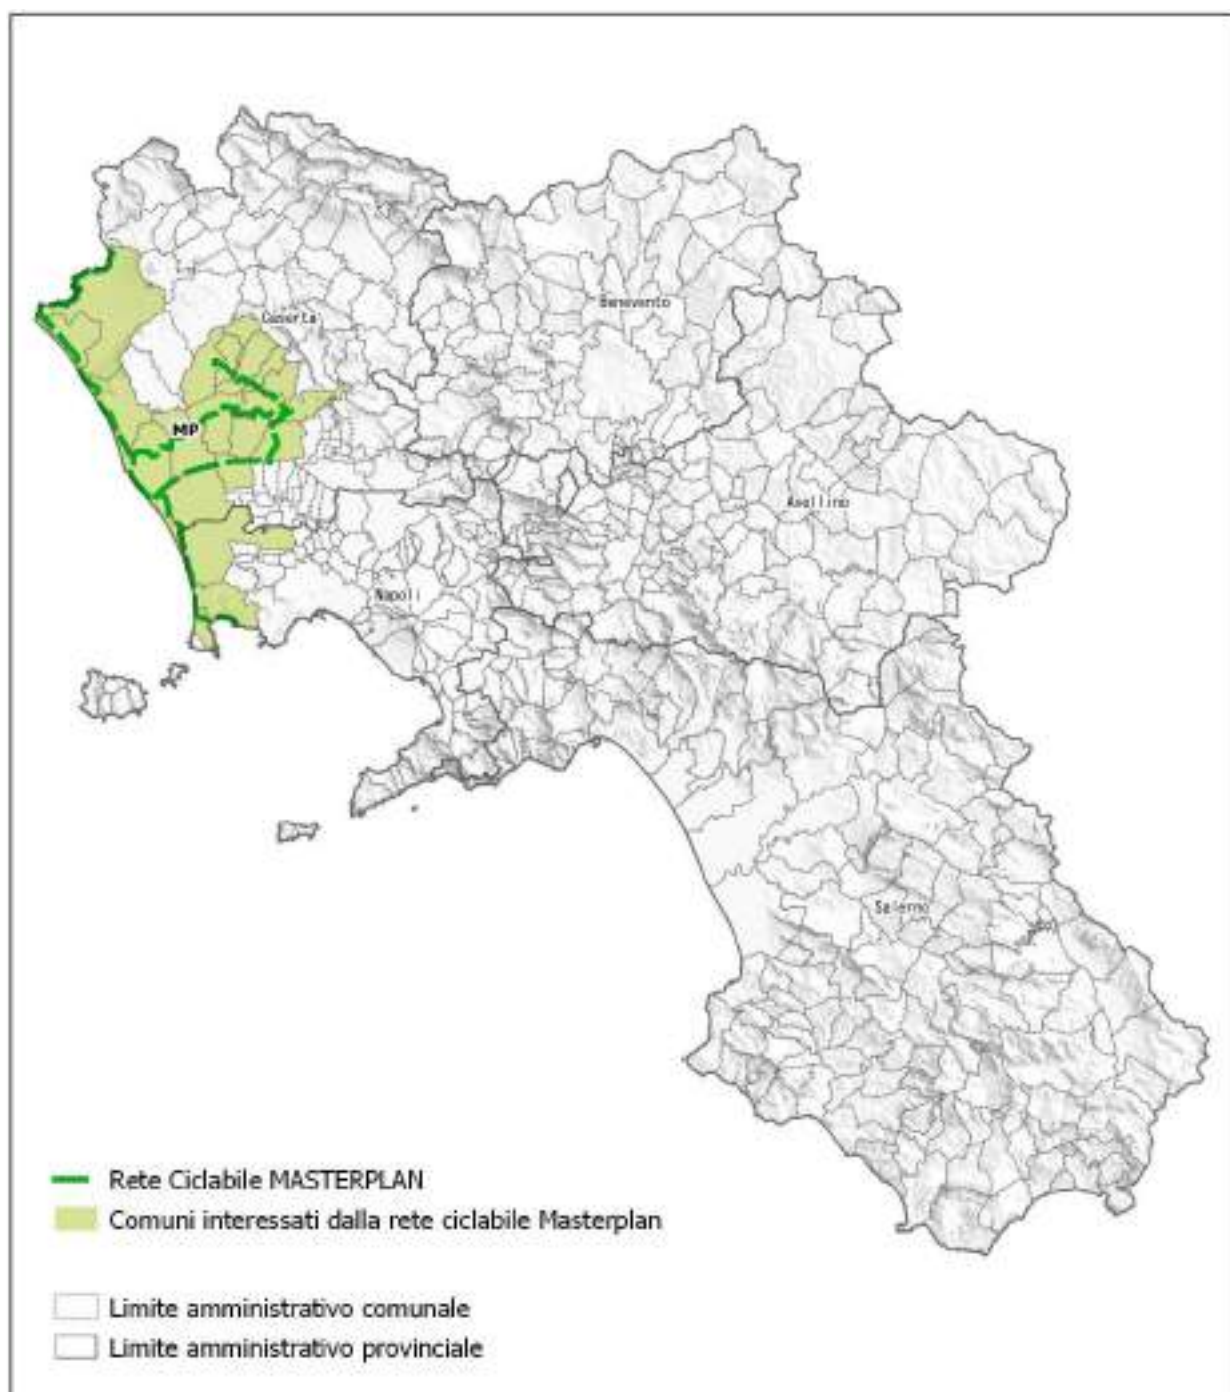 Benevento
Caserta
MP
Avellino
Napoli
Salerno
Rete Ciclabile MASTERPLAN
Comuni interessati dalla rete ciclabile Masterplan
Limite amministrativo comunale
Limite amministrativo provinciale